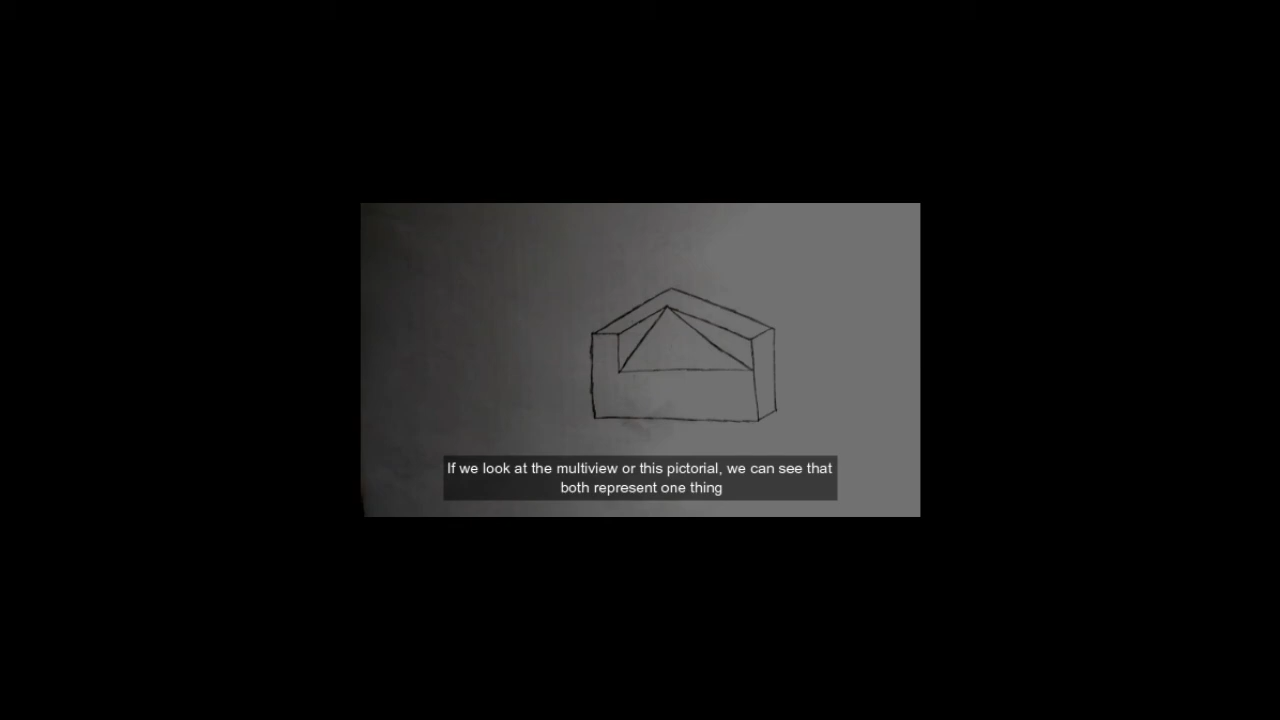 If we look at the multiview or this pictorial, we can see that
both represent one thing